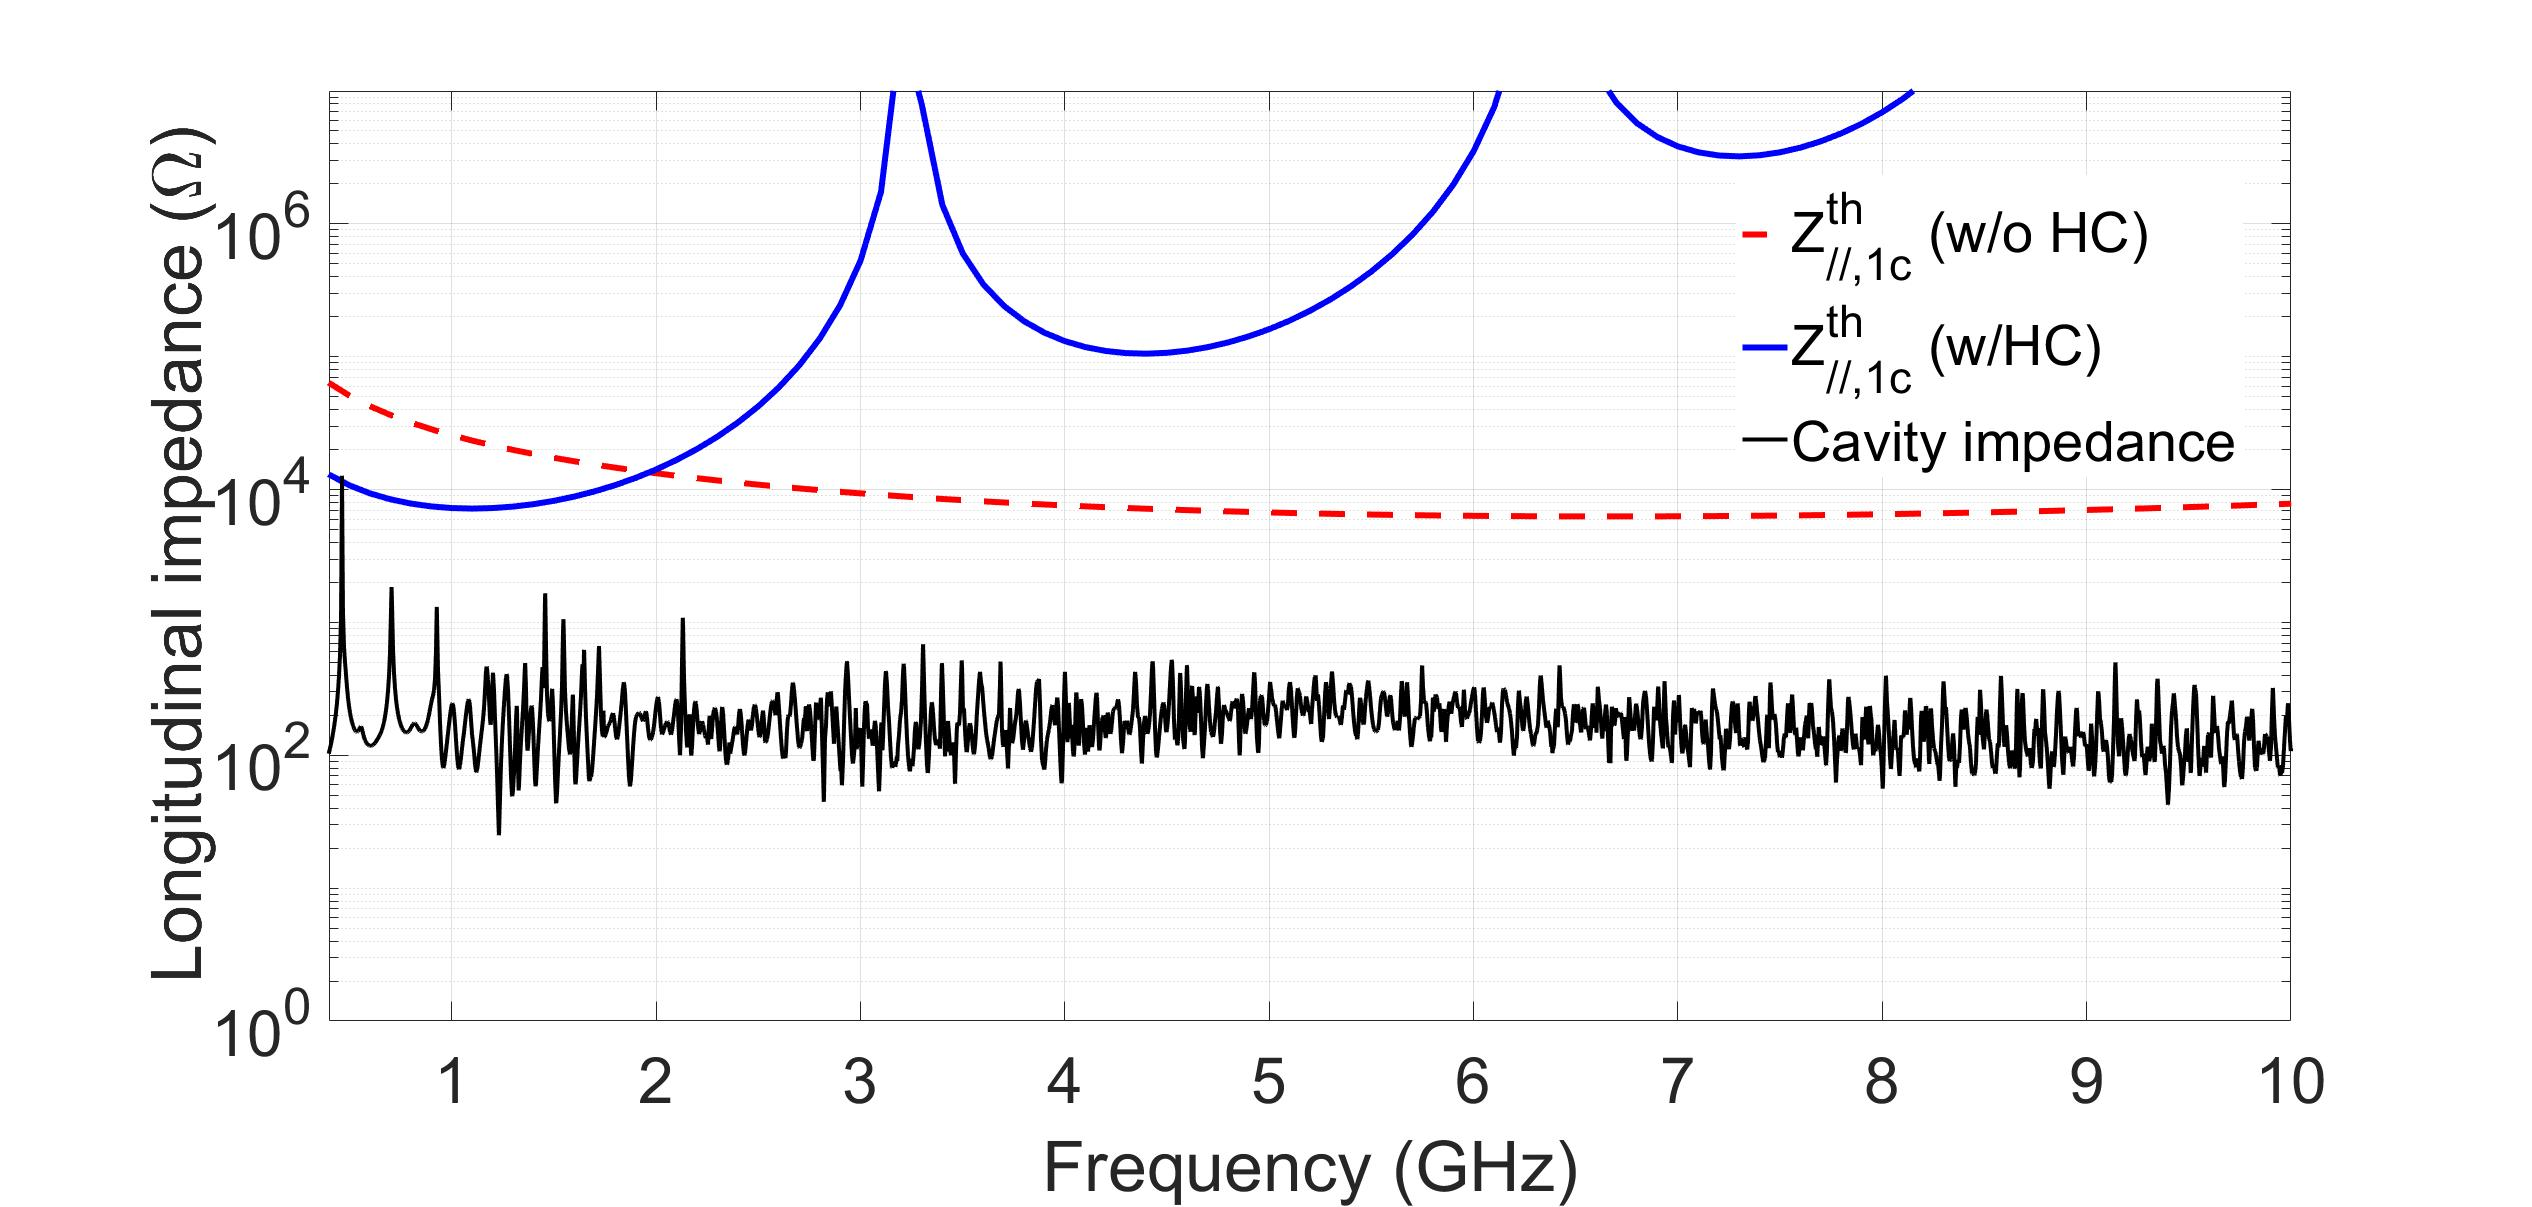 Longitudinal impedance (Ω)
10^6
10^4
10^2
10^0
Z^th_//,1c (w/o HC)
Z^th_//,1c (w/HC)
Cavity impedance
1 2 3 4 5 6 7 8 9 10
Frequency (GHz)